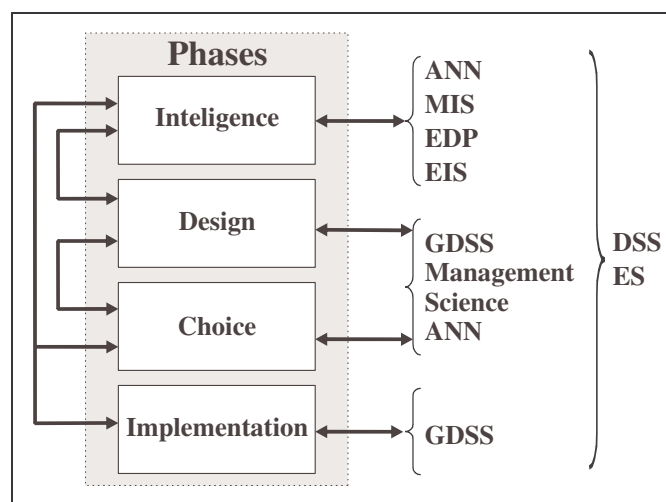 Phases
Inteligence
ANN
MIS
EDP
EIS
Design
Choice
GDSS
Management
Science
ANN
Implementation
GDSS
DSS
ES